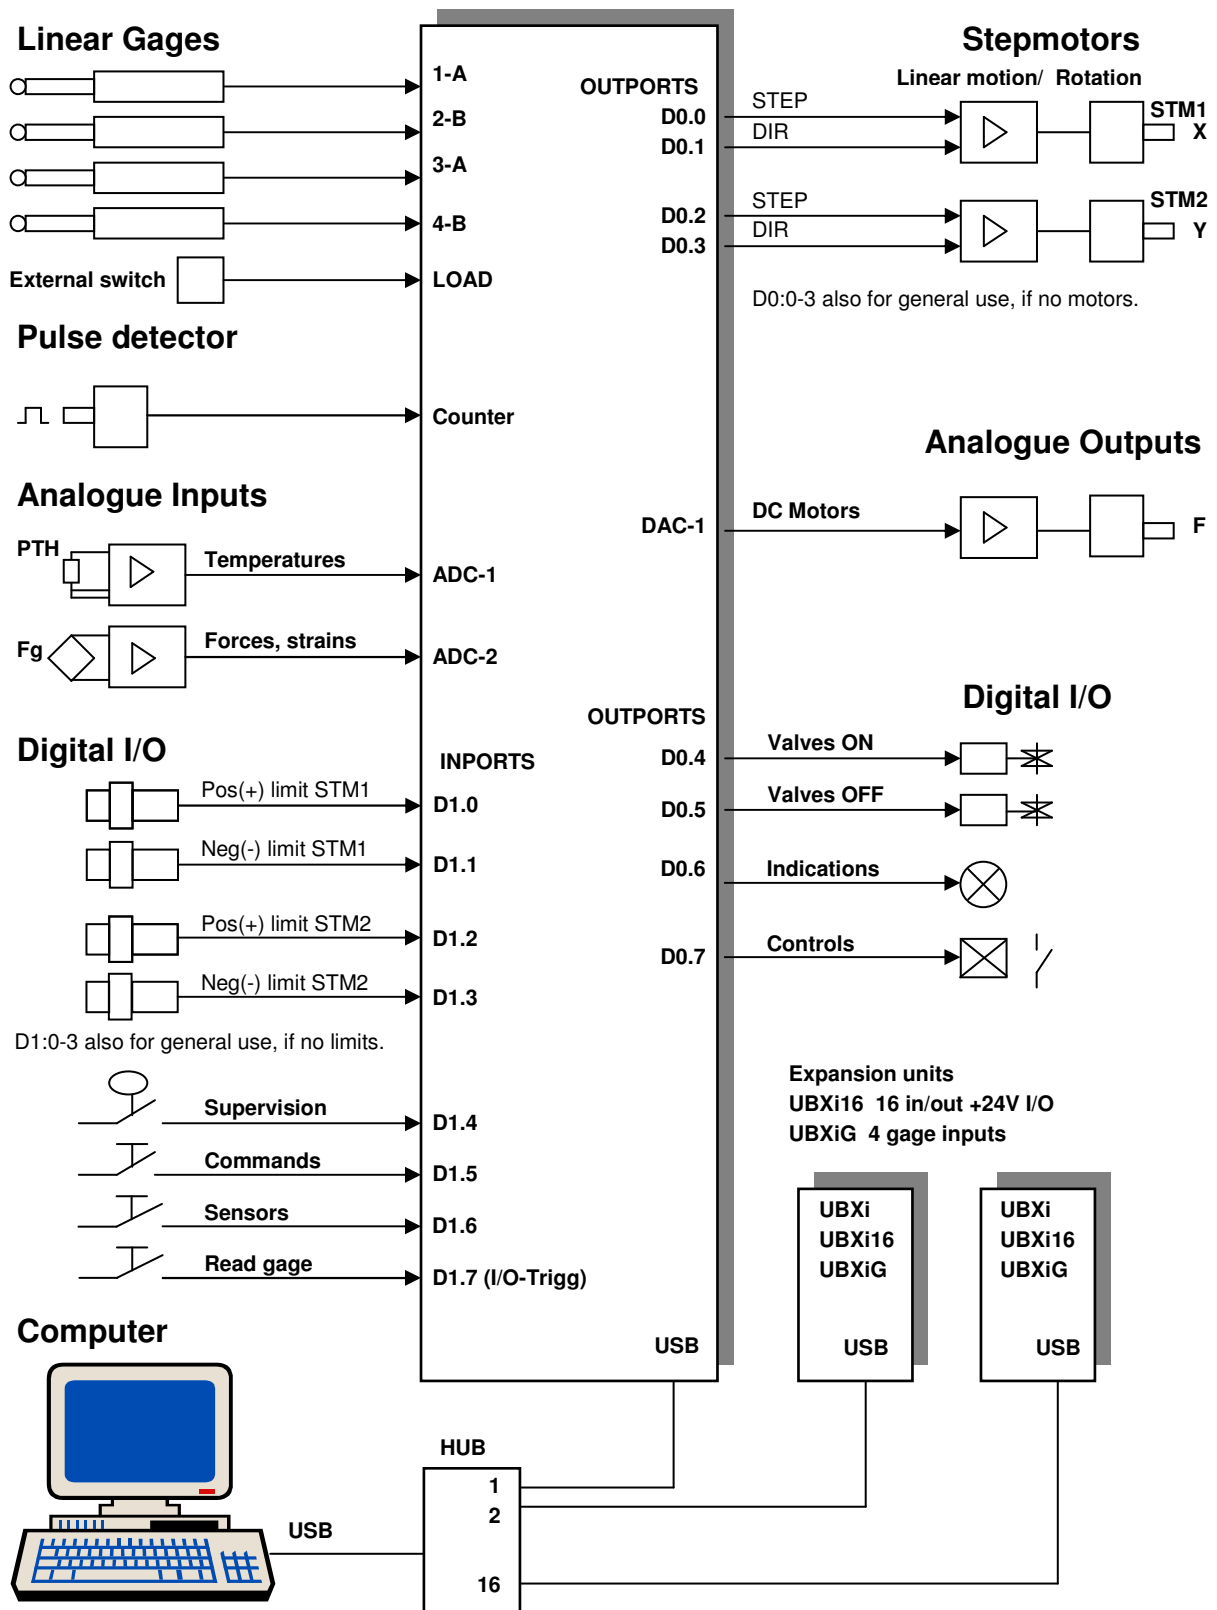 Linear Gages
1-A
2-B
3-A
4-B
External switch
LOAD
Pulse detector
Counter
Analogue Inputs
PTH
Temperatures
ADC-1
Fg
Forces, strains
ADC-2
Digital I/O
INPORTS
Pos(+) limit STM1
D1.0
Neg(-) limit STM1
D1.1
Pos(+) limit STM2
D1.2
Neg(-) limit STM2
D1.3
D1:0-3 also for general use, if no limits.
Supervision
D1.4
Commands
D1.5
Sensors
D1.6
Read gage
D1.7 (I/O-Trigg)
Stepmotors
Linear motion/ Rotation
OUTPORTS
D0.0
STEP
D0.1
DIR
STM1
X
D0.2
STEP
D0.3
DIR
STM2
Y
D0:0-3 also for general use, if no motors.
Analogue Outputs
DAC-1
DC Motors
F
Digital I/O
OUTPORTS
D0.4
Valves ON
D0.5
Valves OFF
D0.6
Indications
D0.7
Controls
Expansion units
UBXi16 16 in/out +24V I/O
UBXiG 4 gage inputs
UBXi
UBXi16
UBXiG
USB
UBXi
UBXi16
UBXiG
USB
USB
Computer
USB
HUB
1
2
16